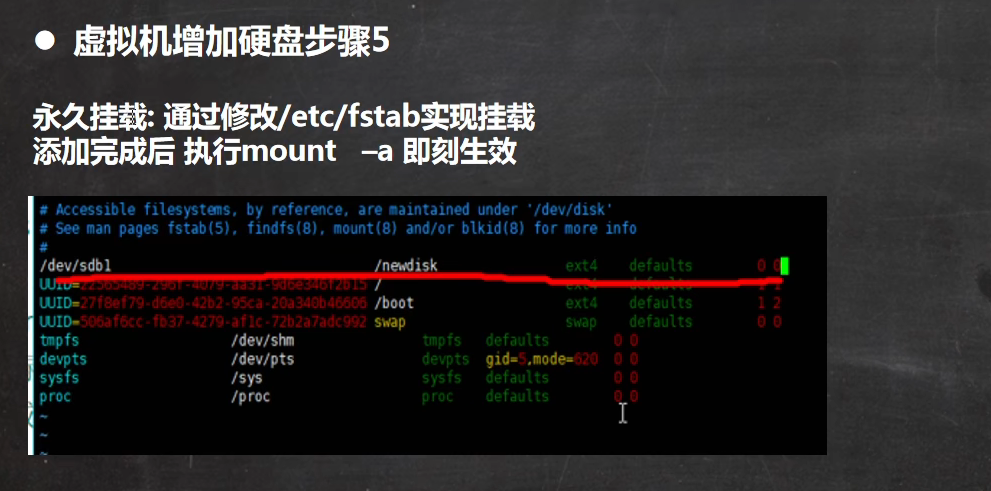 ● 虚拟机增加硬盘步骤5
永久挂载: 通过修改/etc/fstab实现挂载
添加完成后 执行mount –a 即刻生效
# Accessible filesystems, by reference, are maintained under '/dev/disk'
# See man pages fstab(5), findfs(8), mount(8) and/or blkid(8) for more info
#
/dev/sdb1 /newdisk ext4 defaults 0 0
UUID= /
UUID=27f8ef79-d6e0-42b2-95ca-20a340b46606 /boot ext4 defaults 1 2
UUID=506af6cc-fb37-4279-af1c-72b2a7adc992 swap swap defaults 0 0
tmpfs /dev/shm tmpfs defaults 0 0
devpts /dev/pts devpts gid=5,mode=620 0 0
sysfs /sys sysfs defaults 0 0
proc /proc proc defaults 0 0
~
~
~